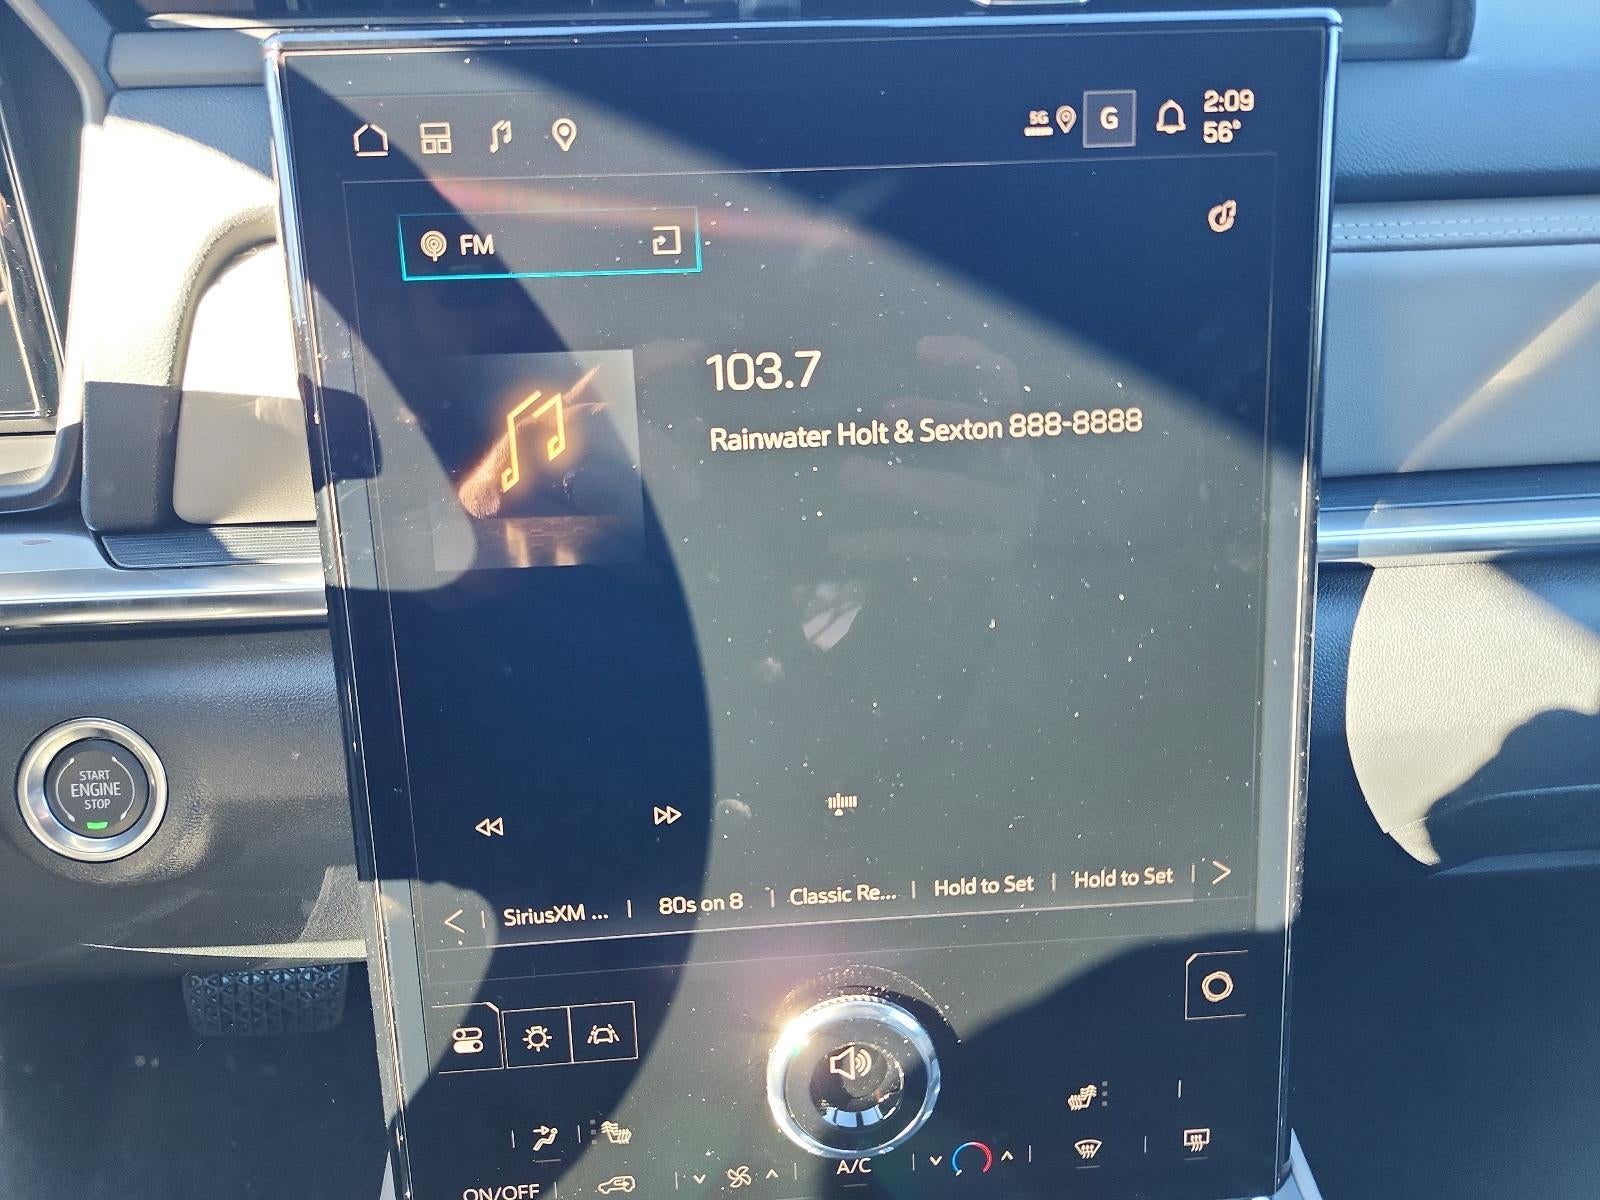 5G
G
2:09
56°
FM
103.7
Rainwater Holt & Sexton 888-8888
START
ENGINE
STOP
SiriusXM ...
80s on 8
Classic Re...
Hold to Set
Hold to Set
A/C
ON/OFF